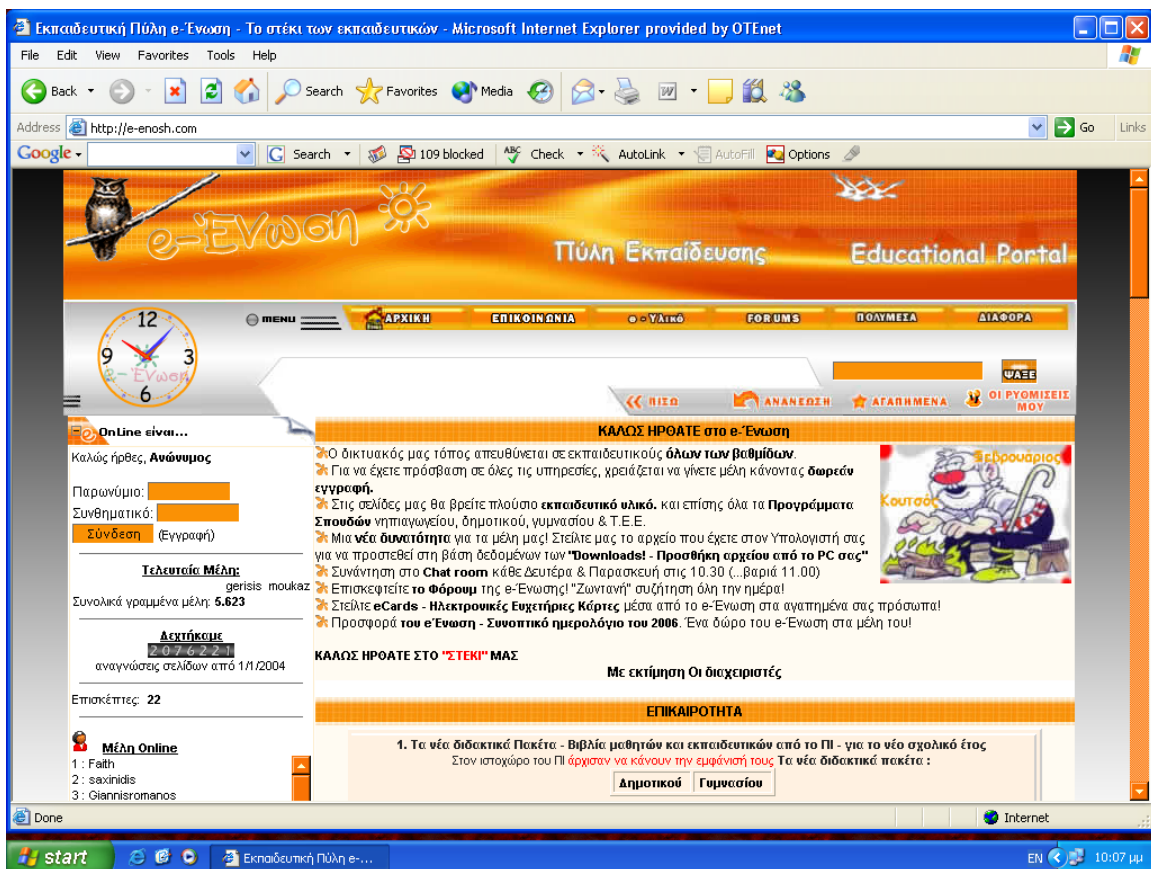 Εκπαιδευτική Πύλη e-Ένωση - Το στέκι των εκπαιδευτικών - Microsoft Internet Explorer provided by OTEnet
File Edit View Favorites Tools Help
Back Search Favorites Media
Address http://e-enosh.com Go Links
Google Search 109 blocked ABC Check AutoLink AutoFill Options
e-Ένωση
Πύλη Εκπαίδευσης Educational Portal
12 3 6 9
e-Ένωση
MENU ΑΡΧΙΚΗ ΕΠΙΚΟΙΝΩΝΙΑ e-Υλικό FORUMS ΠΟΛΥΜΕΣΑ ΔΙΑΦΟΡΑ
ΨΑΞΕ
ΠΙΣΩ ΑΝΑΝΕΩΣΗ ΑΓΑΠΗΜΕΝΑ ΟΙ ΡΥΟΜΙΣΕΙΣ ΜΟΥ
OnLine είναι...
Καλώς ήρθες, Ανώνυμος
Παρωνύμιο:
Συνθηματικό:
Σύνδεση (Εγγραφή)
Τελευταία Μέλη:
gerisis moukaz
Συνολικά γραμμένα μέλη: 5.623
Δεχτήκαμε
2076221
αναγνώσεις σελίδων από 1/1/2004
Επισκέπτες: 22
Μέλη Online
1 : Faith
2 : saxinidis
3 : Giannisromanos
ΚΑΛΩΣ ΗΡΘΑΤΕ στο e-Ένωση
Ο δικτυακός μας τόπος απευθύνεται σε εκπαιδευτικούς όλων των βαθμίδων.
Για να έχετε πρόσβαση σε όλες τις υπηρεσίες, χρειάζεται να γίνετε μέλη κάνοντας δωρεάν
εγγραφή.
Στις σελίδες μας θα βρείτε πλούσιο εκπαιδευτικό υλικό. και επίσης όλα τα Προγράμματα
Σπουδών νηπιαγωγείου, δημοτικού, γυμνασίου & Τ.Ε.Ε.
Μια νέα δυνατότητα για τα μέλη μας! Στείλτε μας το αρχείο που έχετε στον Υπολογιστή σας
για να προστεθεί στη βάση δεδομένων των "Downloads! - Προσθήκη αρχείου από το PC σας"
Συνάντηση στο Chat room κάθε Δευτέρα & Παρασκευή στις 10.30 (...βαριά 11.00)
Επισκεφτείτε το Φόρουμ της e-Ένωσης! "Ζωντανή" συζήτηση όλη την ημέρα!
Στείλτε eCards - Ηλεκτρονικές Ευχετήριες Κάρτες μέσα από το e-Ένωση στα αγαπημένα σας πρόσωπα!
Προσφορά του e'Ενωση - Συνοπτικό ημερολόγιο του 2006. Ένα δώρο του e-Ένωση στα μέλη του!
Φεβρουάριος
Κουτσός
ΚΑΛΩΣ ΗΡΘΑΤΕ ΣΤΟ "ΣΤΕΚΙ" ΜΑΣ
Με εκτίμηση Οι διαχειριστές
ΕΠΙΚΑΙΡΟΤΗΤΑ
1. Τα νέα διδακτικά Πακέτα - Βιβλία μαθητών και εκπαιδευτικών από το ΠΙ - για το νέο σχολικό έτος
Στον ιστοχώρο του ΠΙ άρχισαν να κάνουν την εμφάνισή τους Τα νέα διδακτικά πακέτα :
Δημοτικού Γυμνασίου
Done Internet
start Εκπαιδευτική Πύλη e-... EN 10:07 μμ